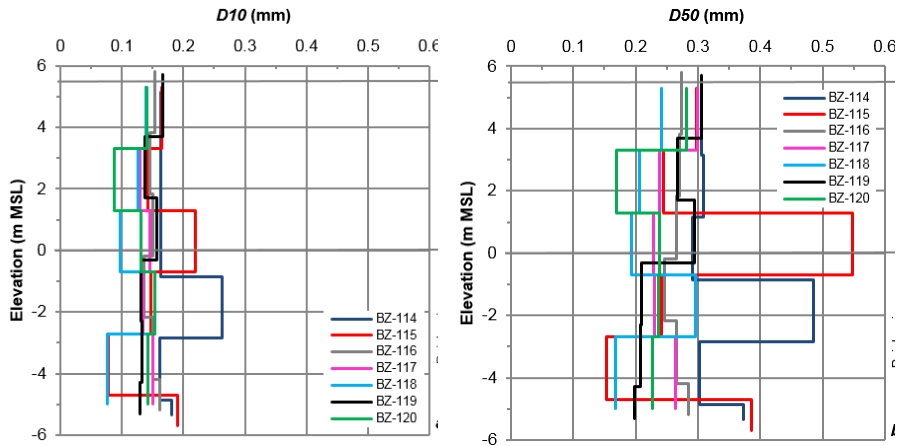 D10 (mm)
0 0.1 0.2 0.3 0.4 0.5 0.6
6
4
2
0
-2
-4
-6
Elevation (m MSL)
BZ-114
BZ-115
BZ-116
BZ-117
BZ-118
BZ-119
BZ-120
D50 (mm)
0 0.1 0.2 0.3 0.4 0.5 0.6
6
4
2
0
-2
-4
-6
Elevation (m MSL)
BZ-114
BZ-115
BZ-116
BZ-117
BZ-118
BZ-119
BZ-120